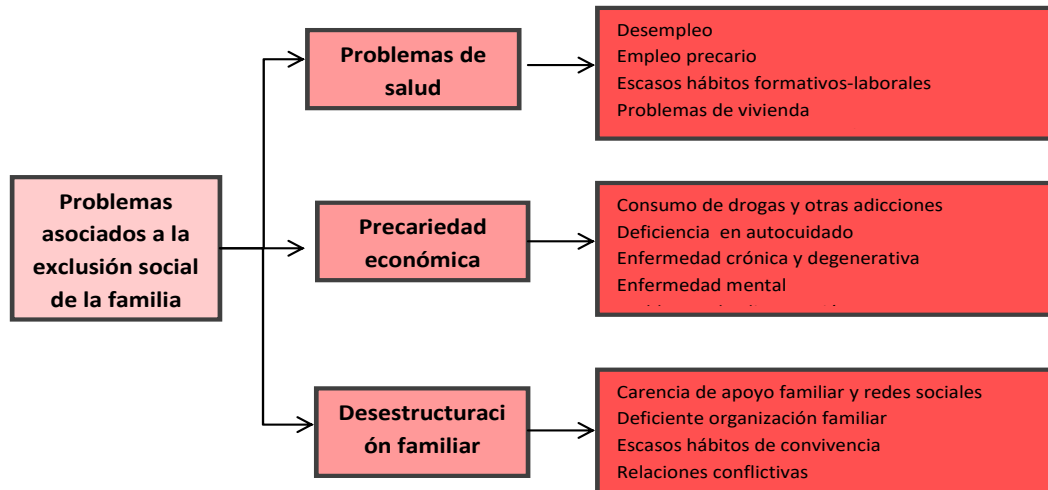 Problemas
asociados a la
exclusión social
de la familia
Problemas de
salud
Desempleo
Empleo precario
Escasos hábitos formativos-laborales
Problemas de vivienda
Precariedad
económica
Consumo de drogas y otras adicciones
Deficiencia en autocuidado
Enfermedad crónica y degenerativa
Enfermedad mental
Desestructuraci
ón familiar
Carencia de apoyo familiar y redes sociales
Deficiente organización familiar
Escasos hábitos de convivencia
Relaciones conflictivas